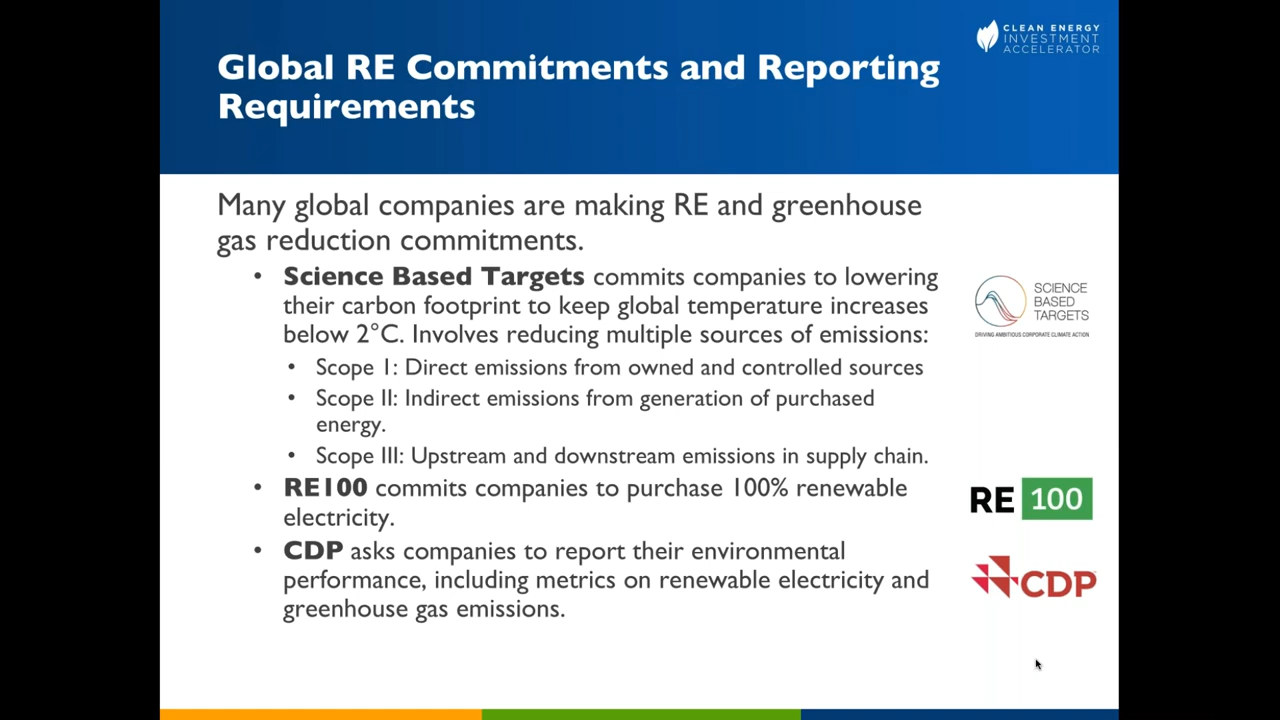 CLEAN ENERGY
INVESTMENT
ACCELERATOR
Global RE Commitments and Reporting
Requirements
Many global companies are making RE and greenhouse
gas reduction commitments.
• Science Based Targets commits companies to lowering
their carbon footprint to keep global temperature increases
below 2°C. Involves reducing multiple sources of emissions:
• Scope I: Direct emissions from owned and controlled sources
• Scope II: Indirect emissions from generation of purchased
energy.
• Scope III: Upstream and downstream emissions in supply chain.
• RE100 commits companies to purchase 100% renewable
electricity.
• CDP asks companies to report their environmental
performance, including metrics on renewable electricity and
greenhouse gas emissions.
SCIENCE
BASED
TARGETS
DRIVING AMBITIOUS CORPORATE CLIMATE ACTION
RE 100
CDP